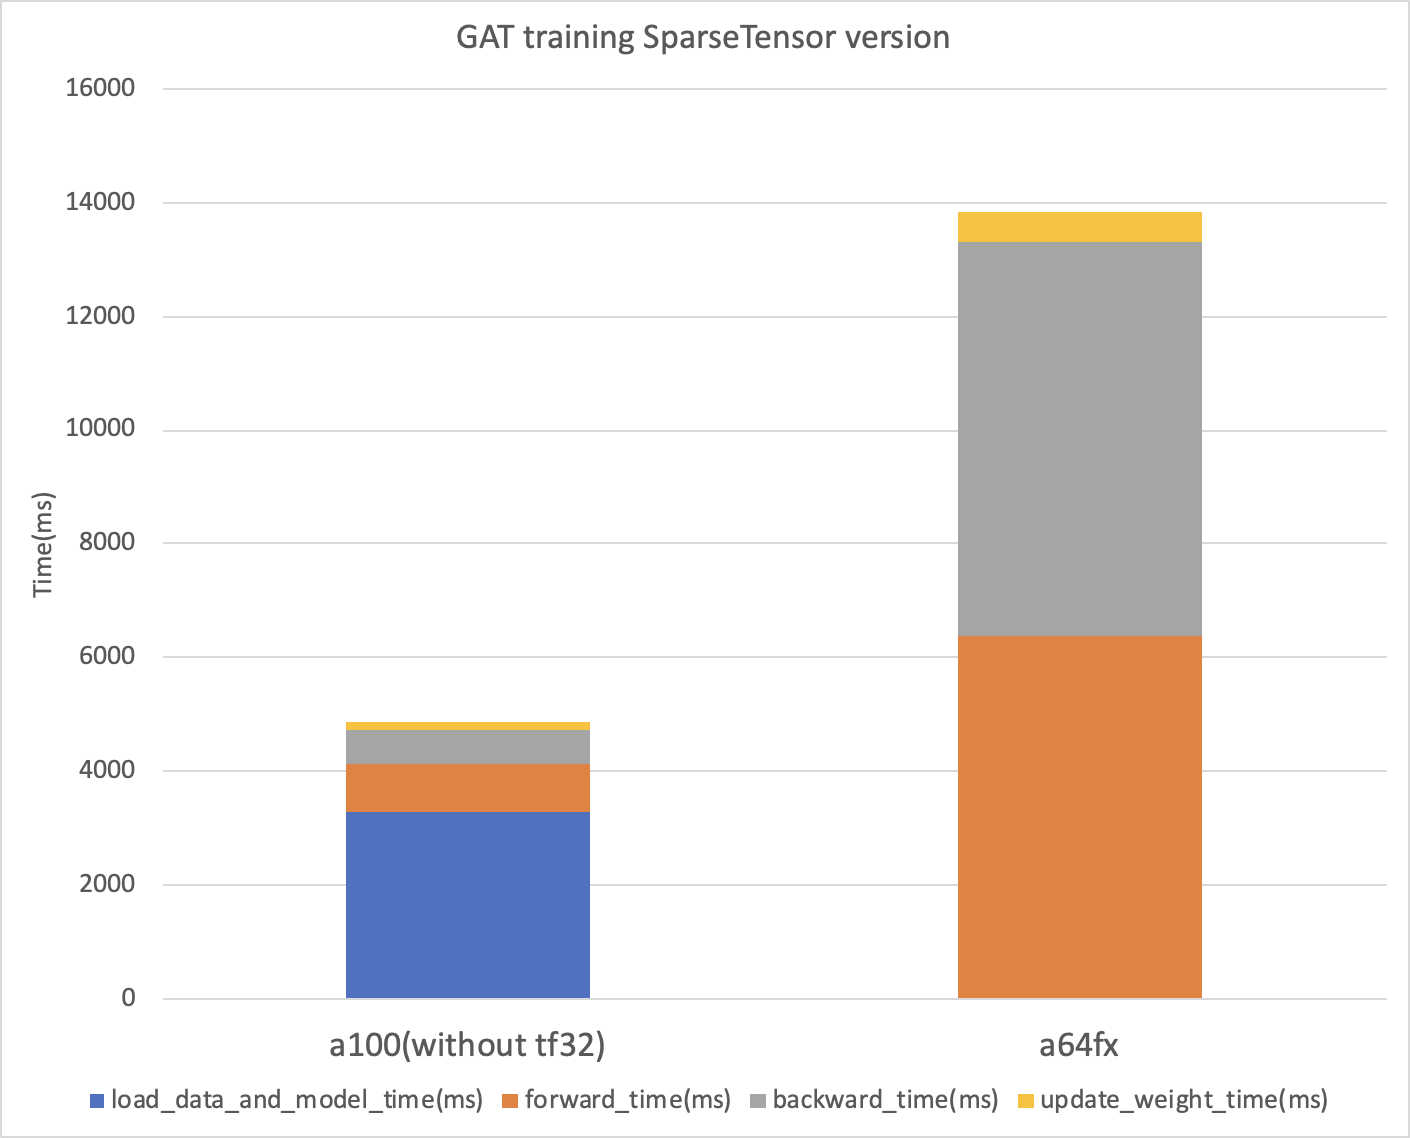 GAT training SparseTensor version
16000
14000
12000
10000
8000
6000
4000
2000
0
Time(ms)
a100(without tf32)
a64fx
load_data_and_model_time(ms)
forward_time(ms)
backward_time(ms)
update_weight_time(ms)